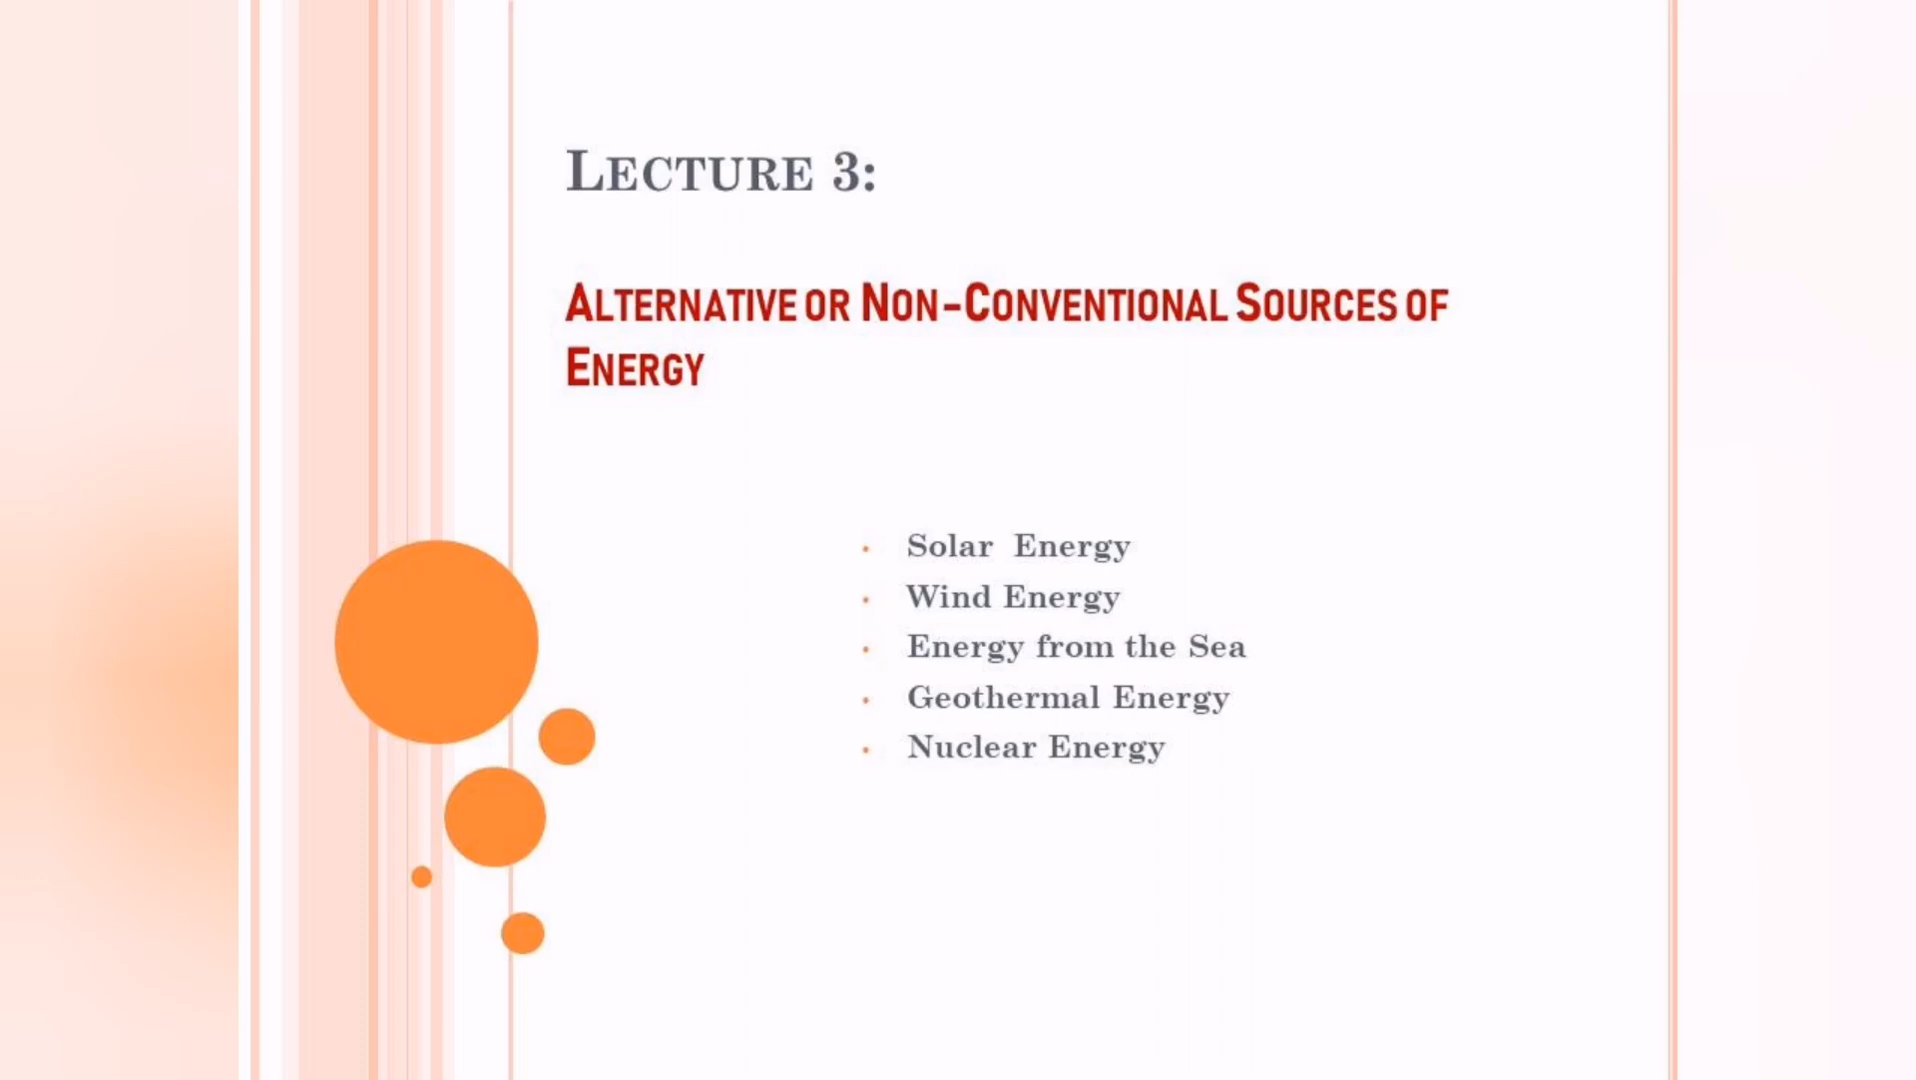 LECTURE 3:
ALTERNATIVE OR NON-CONVENTIONAL SOURCES OF
ENERGY
• Solar Energy
• Wind Energy
• Energy from the Sea
• Geothermal Energy
• Nuclear Energy